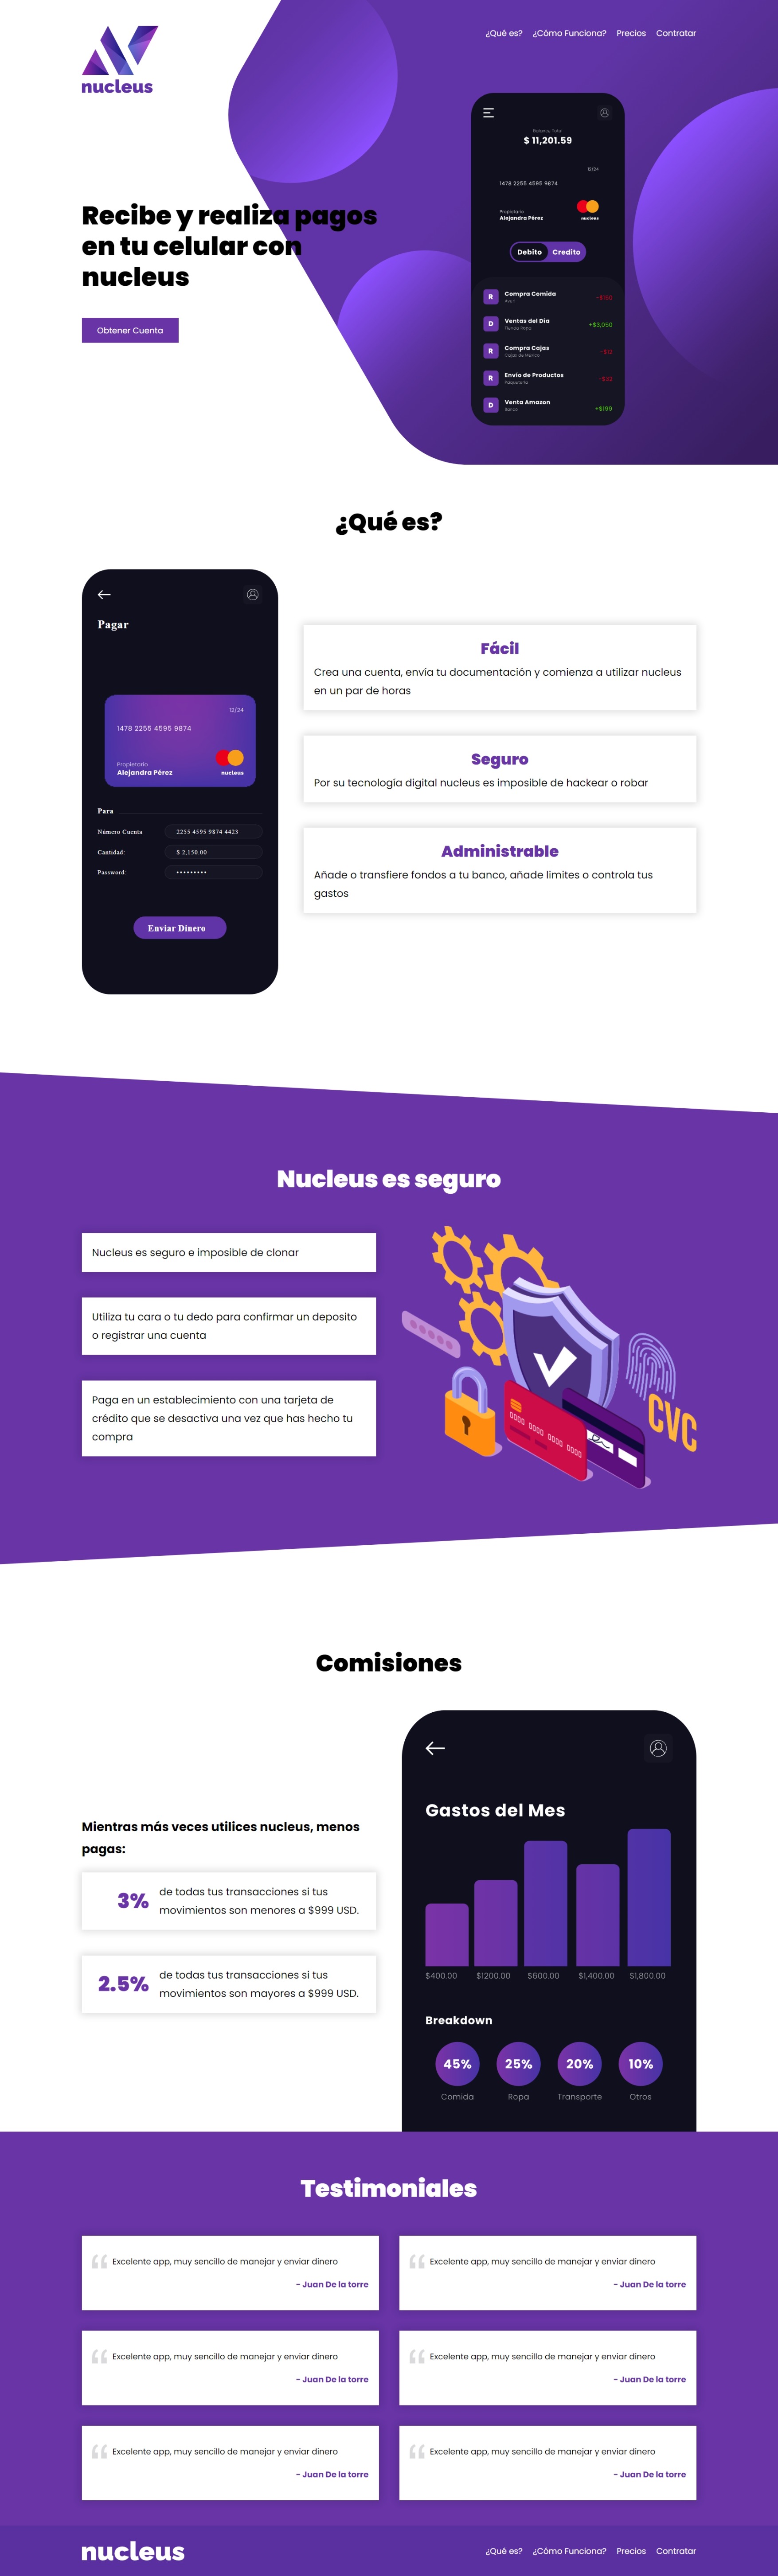 nucleus
¿Qué es? ¿Cómo Funciona? Precios Contratar
Recibe y realiza pagos
en tu celular con
nucleus
Obtener Cuenta
$ 11,201.59
12/24
1478 2255 4595 9874
Propietario
Alejandra Pérez
nucleus
Debito Credito
R Compra Comida
D Ventas del Dia +$3,050
R Compra Cajas -$12
R Envío de Productos
Paquetería
D Venta Amazon +$199
Banco
¿Qué es?
Pagar
12/24
1478 2255 4595 9874
Propietario
Alejandra Pérez
nucleus
Para
Número Cuenta 2255 4595 9874 4423
Cantidad: $ 2,150.00
Password: •••••••••
Enviar Dinero
Fácil
Crea una cuenta, envía tu documentación y comienza a utilizar nucleus
en un par de horas
Seguro
Por su tecnología digital nucleus es imposible de hackear o robar
Administrable
Añade o transfiere fondos a tu banco, añade limites o controla tus
gastos
Nucleus es seguro
Nucleus es seguro e imposible de clonar
Utiliza tu cara o tu dedo para confirmar un deposito
o registrar una cuenta
Paga en un establecimiento con una tarjeta de
crédito que se desactiva una vez que has hecho tu
compra
0000 0000 0000 0000
CVC
Comisiones
Mientras más veces utilices nucleus, menos
pagas:
3% de todas tus transacciones si tus
movimientos son menores a $999 USD.
2.5% de todas tus transacciones si tus
movimientos son mayores a $999 USD.
Gastos del Mes
$400.00 $1200.00 $600.00 $1,400.00 $1,800.00
Breakdown
45% 25% 20% 10%
Comida Ropa Transporte Otros
Testimoniales
“ Excelente app, muy sencillo de manejar y enviar dinero
- Juan De la torre
“ Excelente app, muy sencillo de manejar y enviar dinero
- Juan De la torre
“ Excelente app, muy sencillo de manejar y enviar dinero
- Juan De la torre
“ Excelente app, muy sencillo de manejar y enviar dinero
- Juan De la torre
“ Excelente app, muy sencillo de manejar y enviar dinero
- Juan De la torre
“ Excelente app, muy sencillo de manejar y enviar dinero
- Juan De la torre
nucleus
¿Qué es? ¿Cómo Funciona? Precios Contratar